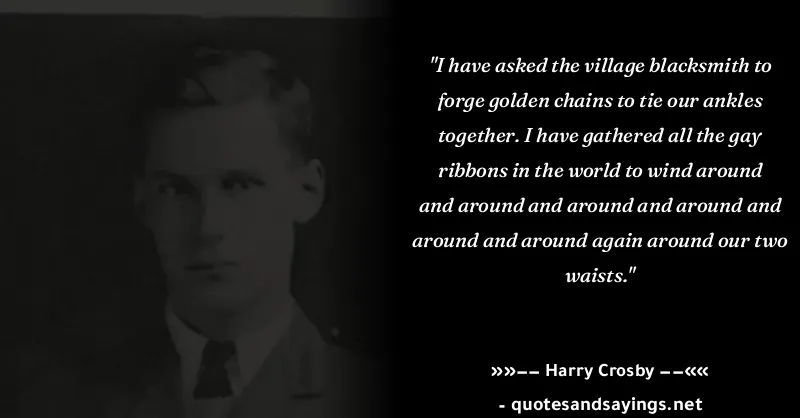 "I have asked the village blacksmith to
forge golden chains to tie our ankles
together. I have gathered all the gay
ribbons in the world to wind around
and around and around and around and
around and around again around our two
waists."
»»−− Harry Crosby −−««
- quotesandsayings.net